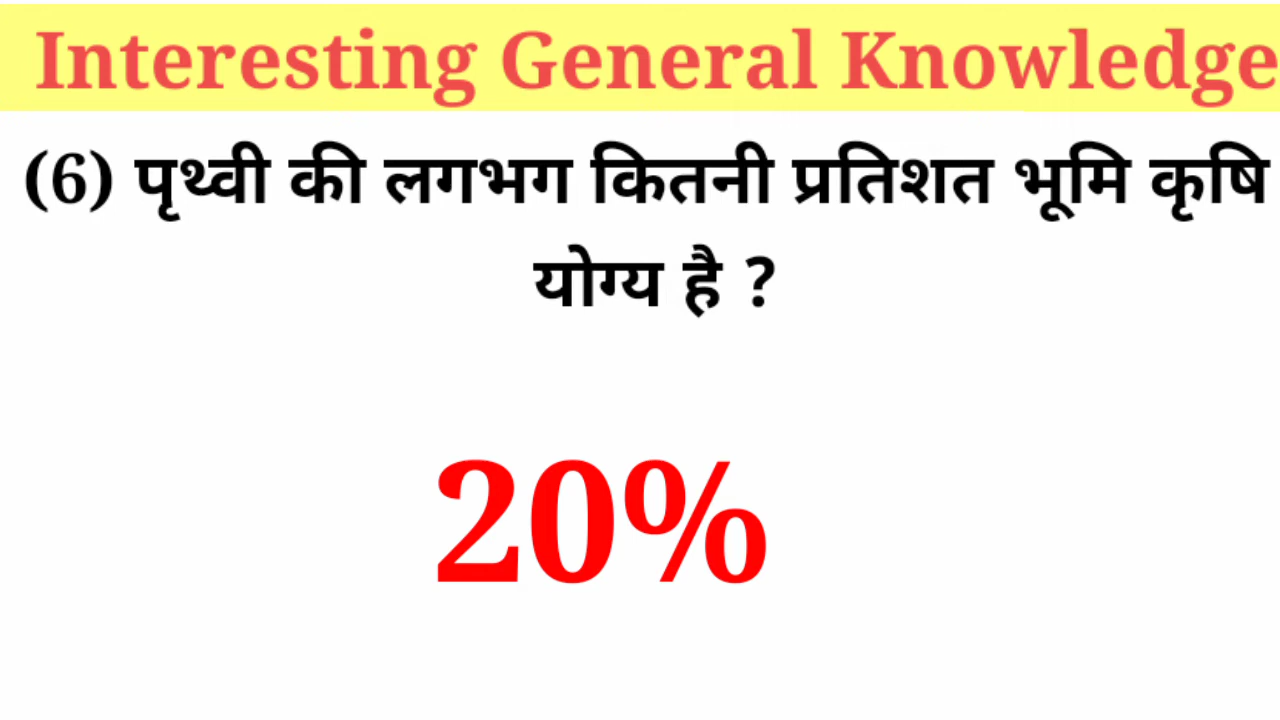 Interesting General Knowledge
(6) पृथ्वी की लगभग कितनी प्रतिशत भूमि कृषि
योग्य है ?
20%